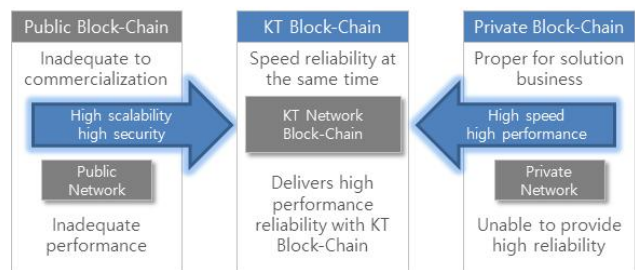 Public Block-Chain
Inadequate to
commercialization
High scalability
high security
Public
Network
Inadequate
performance
KT Block-Chain
Speed reliability at
the same time
KT Network
Block-Chain
Delivers high
performance
reliability with KT
Block-Chain
Private Block-Chain
Proper for solution
business
High speed
high performance
Private
Network
Unable to provide
high reliability